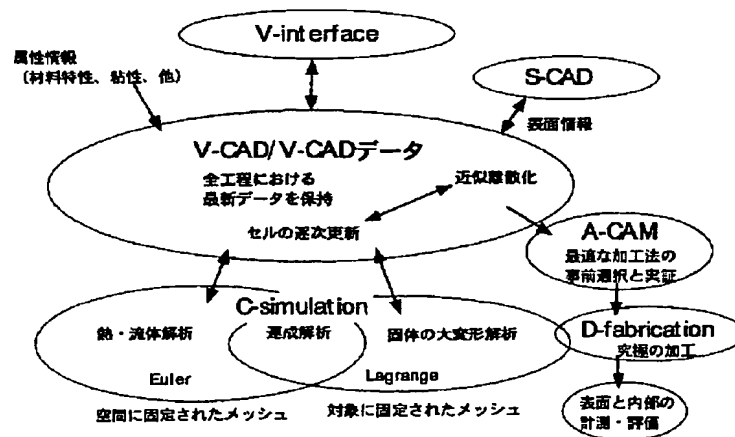 V-interface
属性情報
(材料特性、粘性、他)
S-CAD
表面情報
V-CAD/ V-CADデータ
全工程における
最新データを保持
近似離散化
セルの逐次更新
A-CAM
最適な加工法の
事前選択と実証
C-simulation
熱・流体解析
連成解析
固体の大変形解析
D-fabrication
究極の加工
Euler
Lagrange
空間に固定されたメッシュ
対象に固定されたメッシュ
表面と内部の
計測・評価